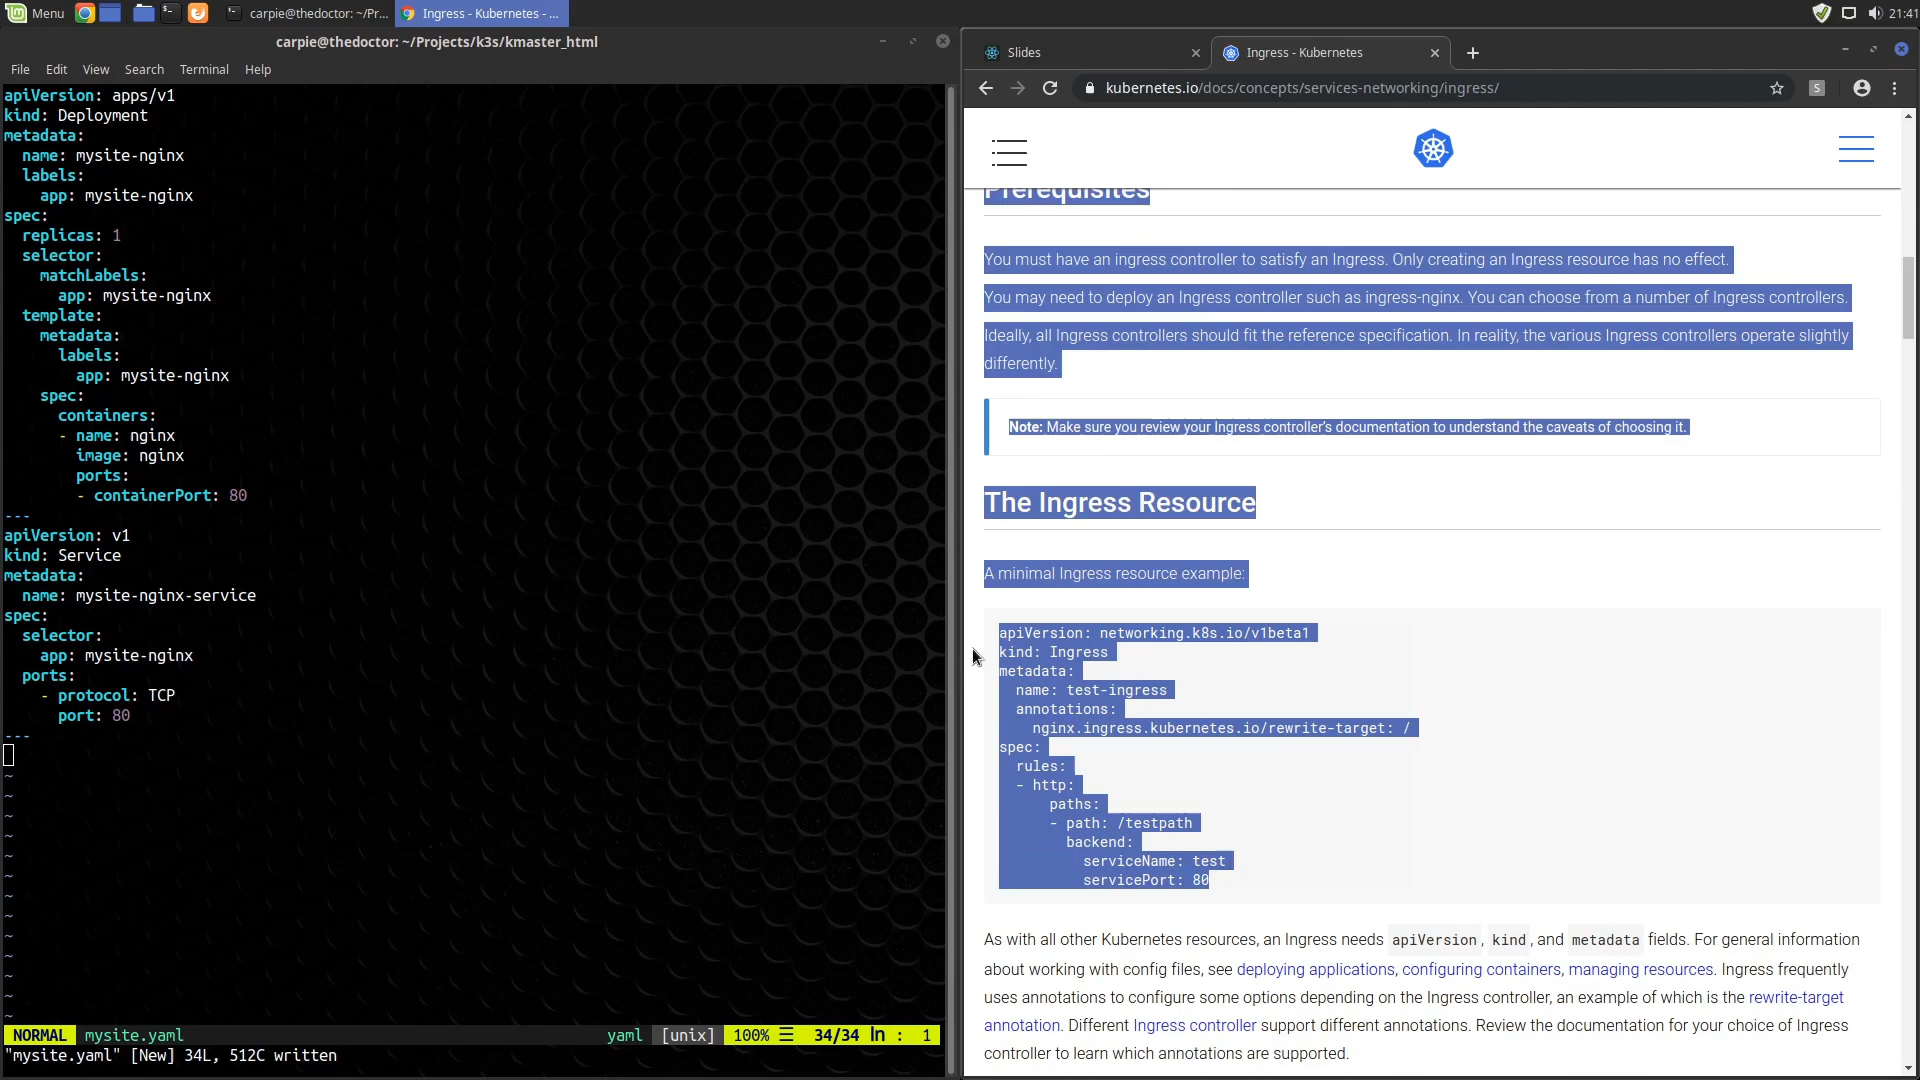 Menu
carpie@thedoctor: ~/Pr...
Ingress - Kubernetes - ...
21:41
carpie@thedoctor: ~/Projects/k3s/kmaster_html
File Edit View Search Terminal Help
apiVersion: apps/v1
kind: Deployment
metadata:
  name: mysite-nginx
  labels:
    app: mysite-nginx
spec:
  replicas: 1
  selector:
    matchLabels:
      app: mysite-nginx
  template:
    metadata:
      labels:
        app: mysite-nginx
    spec:
      containers:
      - name: nginx
        image: nginx
        ports:
        - containerPort: 80
---
apiVersion: v1
kind: Service
metadata:
  name: mysite-nginx-service
spec:
  selector:
    app: mysite-nginx
  ports:
    - protocol: TCP
      port: 80
---
~
~
~
~
~
~
~
~
~
~
~
~
~
NORMAL mysite.yaml yaml [unix] 100% ☰ 34/34 ln : 1
"mysite.yaml" [New] 34L, 512C written
Slides
Ingress - Kubernetes
kubernetes.io/docs/concepts/services-networking/ingress/
S
Prerequisites
You must have an ingress controller to satisfy an Ingress. Only creating an Ingress resource has no effect.
You may need to deploy an Ingress controller such as ingress-nginx. You can choose from a number of Ingress controllers.
Ideally, all Ingress controllers should fit the reference specification. In reality, the various Ingress controllers operate slightly
differently.
Note: Make sure you review your Ingress controller's documentation to understand the caveats of choosing it.
The Ingress Resource
A minimal Ingress resource example:
apiVersion: networking.k8s.io/v1beta1
kind: Ingress
metadata:
  name: test-ingress
  annotations:
    nginx.ingress.kubernetes.io/rewrite-target: /
spec:
  rules:
  - http:
      paths:
      - path: /testpath
        backend:
          serviceName: test
          servicePort: 80
As with all other Kubernetes resources, an Ingress needs apiVersion, kind, and metadata fields. For general information
about working with config files, see deploying applications, configuring containers, managing resources. Ingress frequently
uses annotations to configure some options depending on the Ingress controller, an example of which is the rewrite-target
annotation. Different Ingress controller support different annotations. Review the documentation for your choice of Ingress
controller to learn which annotations are supported.